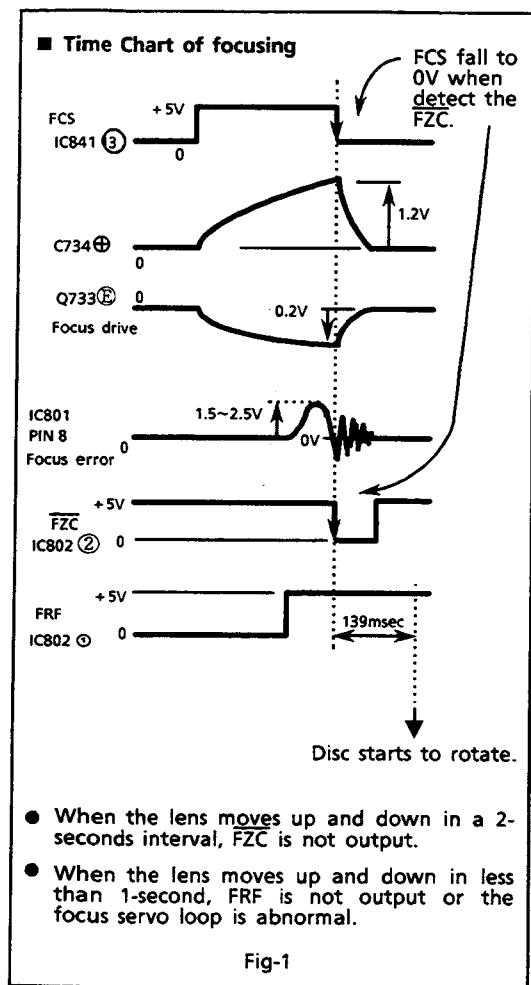 ■ Time Chart of focusing
FCS fall to
0V when
detect the
FZC.
FCS
IC841 ③
+5V
0
C734⊕
0
1.2V
Q733Ⓔ
0
Focus drive
0.2V
IC801
PIN 8
Focus error
0
1.5~2.5V
0V
FZC
IC802 ②
+5V
0
FRF
IC802 ①
+5V
0
139msec
Disc starts to rotate.
● When the lens moves up and down in a 2-
seconds interval, FZC is not output.
● When the lens moves up and down in less
than 1-second, FRF is not output or the
focus servo loop is abnormal.
Fig-1